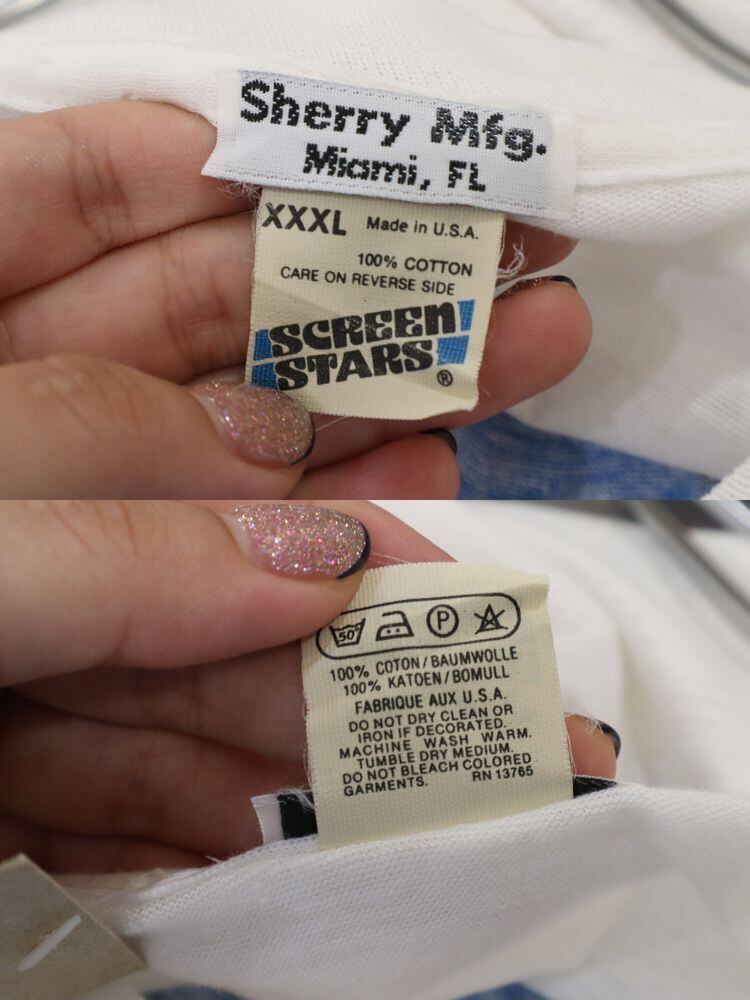 Sherry Mfg.
Miami, FL
XXXL Made in U.S.A.
100% COTTON
CARE ON REVERSE SIDE
SCREEN
STARS
®
50° P A
100% COTON/BAUMWOLLE
100% KATOEN/BOMULL
FABRIQUE AUX U.S.A.
DO NOT DRY CLEAN OR
IRON IF DECORATED.
MACHINE WASH WARM.
TUMBLE DRY MEDIUM.
DO NOT BLEACH COLORED
GARMENTS. RN 13765